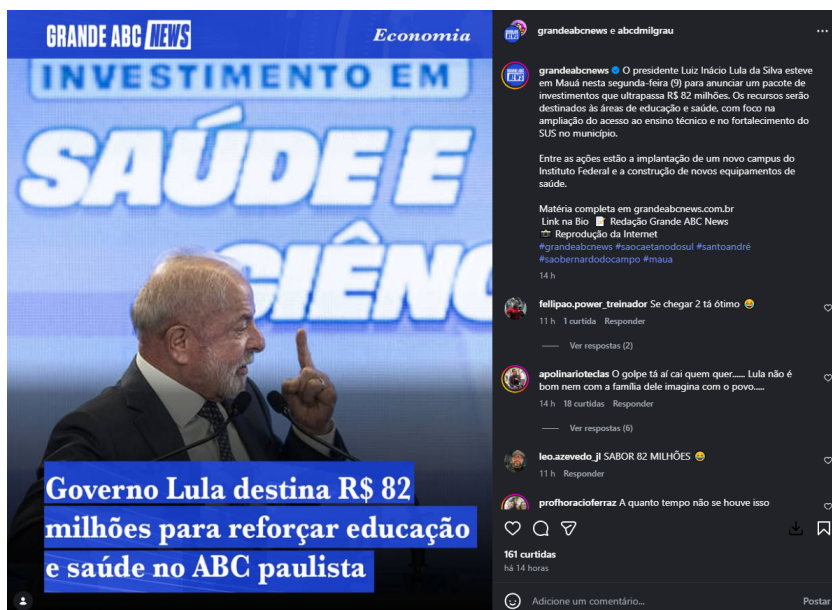 GRANDE ABC NEWS
Economia
INVESTIMENTO EM
SAÚDE E
Governo Lula destina R$ 82
milhões para reforçar educação
e saúde no ABC paulista
grandeabcnews e abcdmilgrau
grandeabcnews O presidente Luiz Inácio Lula da Silva esteve
em Mauá nesta segunda-feira (9) para anunciar um pacote de
investimentos que ultrapassa R$ 82 milhões. Os recursos serão
destinados às áreas de educação e saúde, com foco na
ampliação do acesso ao ensino técnico e no fortalecimento do
SUS no município.
Entre as ações estão a implantação de um novo campus do
Instituto Federal e a construção de novos equipamentos de
saúde.
Matéria completa em grandeabcnews.com.br
Link na Bio 📝 Redação Grande ABC News
📷 Reprodução da Internet
#grandeabcnews #saocaetanodosul #santoandré
#saobernardodocampo #maua
14 h
fellipao.power_treinador Se chegar 2 tá ótimo 😂
11 h 1 curtida Responder
Ver respostas (2)
apolinarioteclas O golpe tá aí cai quem quer...... Lula não é
bom nem com a família dele imagina com o povo.....
14 h 18 curtidas Responder
Ver respostas (6)
leo.azevedo_jl SABOR 82 MILHÕES 😂
11 h Responder
profhoracioferraz A quanto tempo não se houve isso
161 curtidas
há 14 horas
Adicione um comentário...
Postar